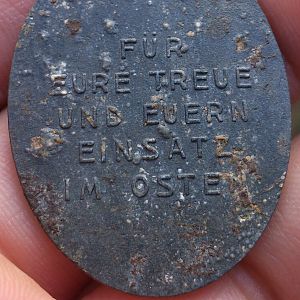 FÜR
EURE TREUE
UND EUERN
EINSATZ
IM OSTEN